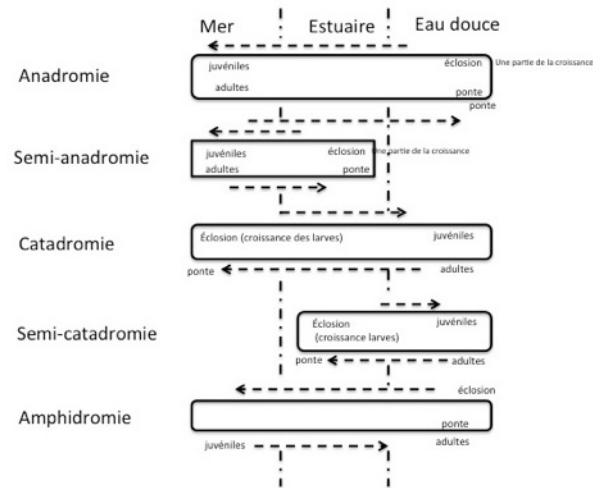 Mer Estuaire Eau douce
Anadromie
juvéniles éclosion Une partie de la croissance
adultes ponte
ponte
Semi-anadromie
juvéniles éclosion Une partie de la croissance
adultes ponte
Catadromie
Éclosion (croissance des larves) juvéniles
ponte adultes
Semi-catadromie
Éclosion juvéniles
(croissance larves)
ponte adultes
éclosion
Amphidromie
ponte
juvéniles adultes